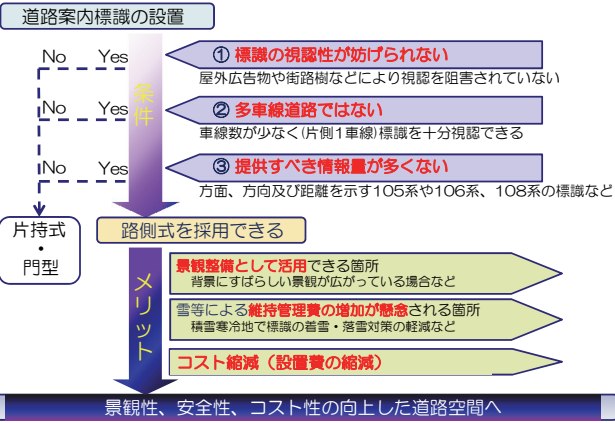 道路案内標識の設置
No Yes
① 標識の視認性が妨げられない
屋外広告物や街路樹などにより視認を阻害されていない
条件
No Yes
② 多車線道路ではない
車線数が少なく(片側1車線)標識を十分視認できる
No Yes
③ 提供すべき情報量が多くない
方面、方向及び距離を示す105系や106系、108系の標識など
片持式
・
門型
路側式を採用できる
メリット
景観整備として活用できる箇所
背景にすばらしい景観が広がっている場合など
雪等による維持管理費の増加が懸念される箇所
積雪寒冷地で標識の着雪・落雪対策の軽減など
コスト縮減（設置費の縮減）
景観性、安全性、コスト性の向上した道路空間へ